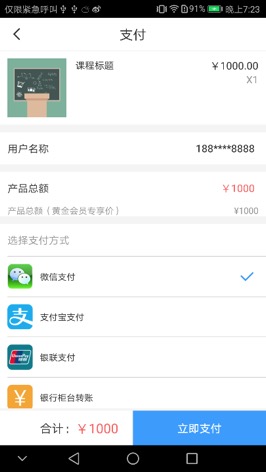 仅限紧急呼叫 91% 晚上7:23
支付
课程标题 ￥1000.00
X1
用户名称 188****8888
产品总额 ￥1000
产品总额（黄金会员专享价） ¥1000
选择支付方式
微信支付
支付宝支付
银联支付
银行柜台转账
合计：￥1000 立即支付